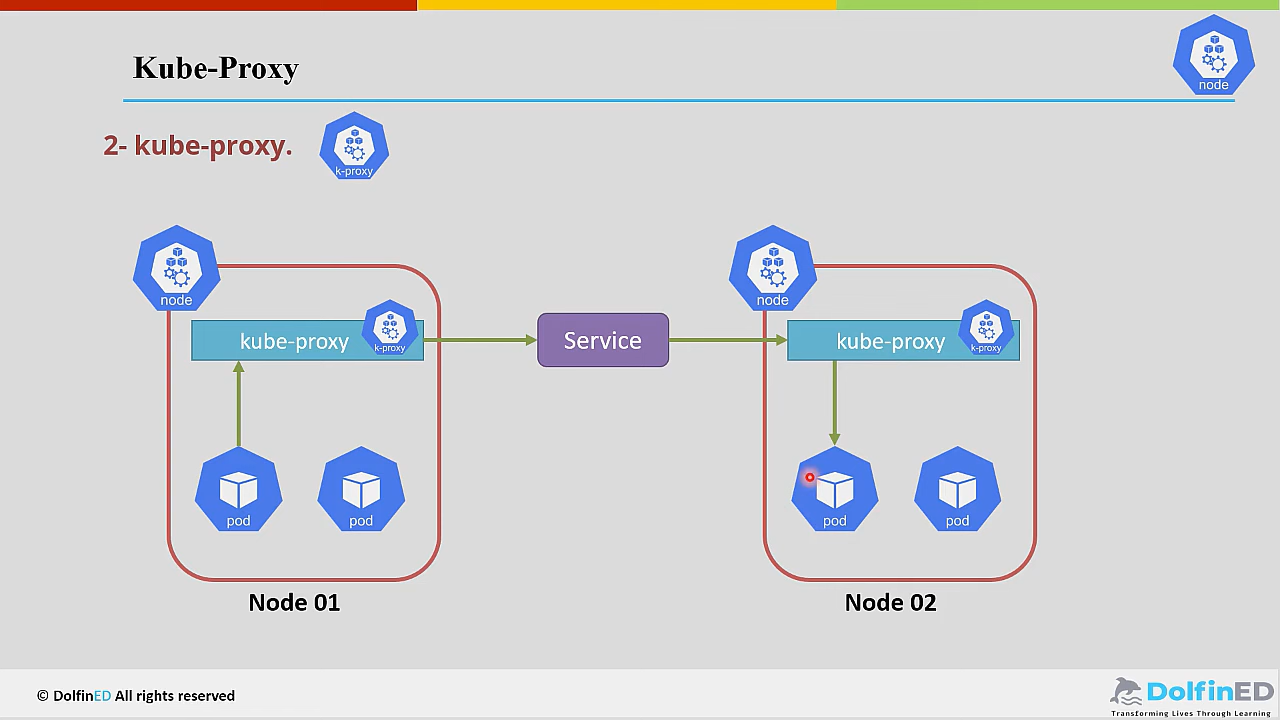 Kube-Proxy
node
2- kube-proxy.
k-proxy
node
node
kube-proxy
k-proxy
Service
kube-proxy
k-proxy
pod
pod
pod
pod
Node 01
Node 02
© DolfinED All rights reserved
DolfinED
Transforming Lives Through Learning